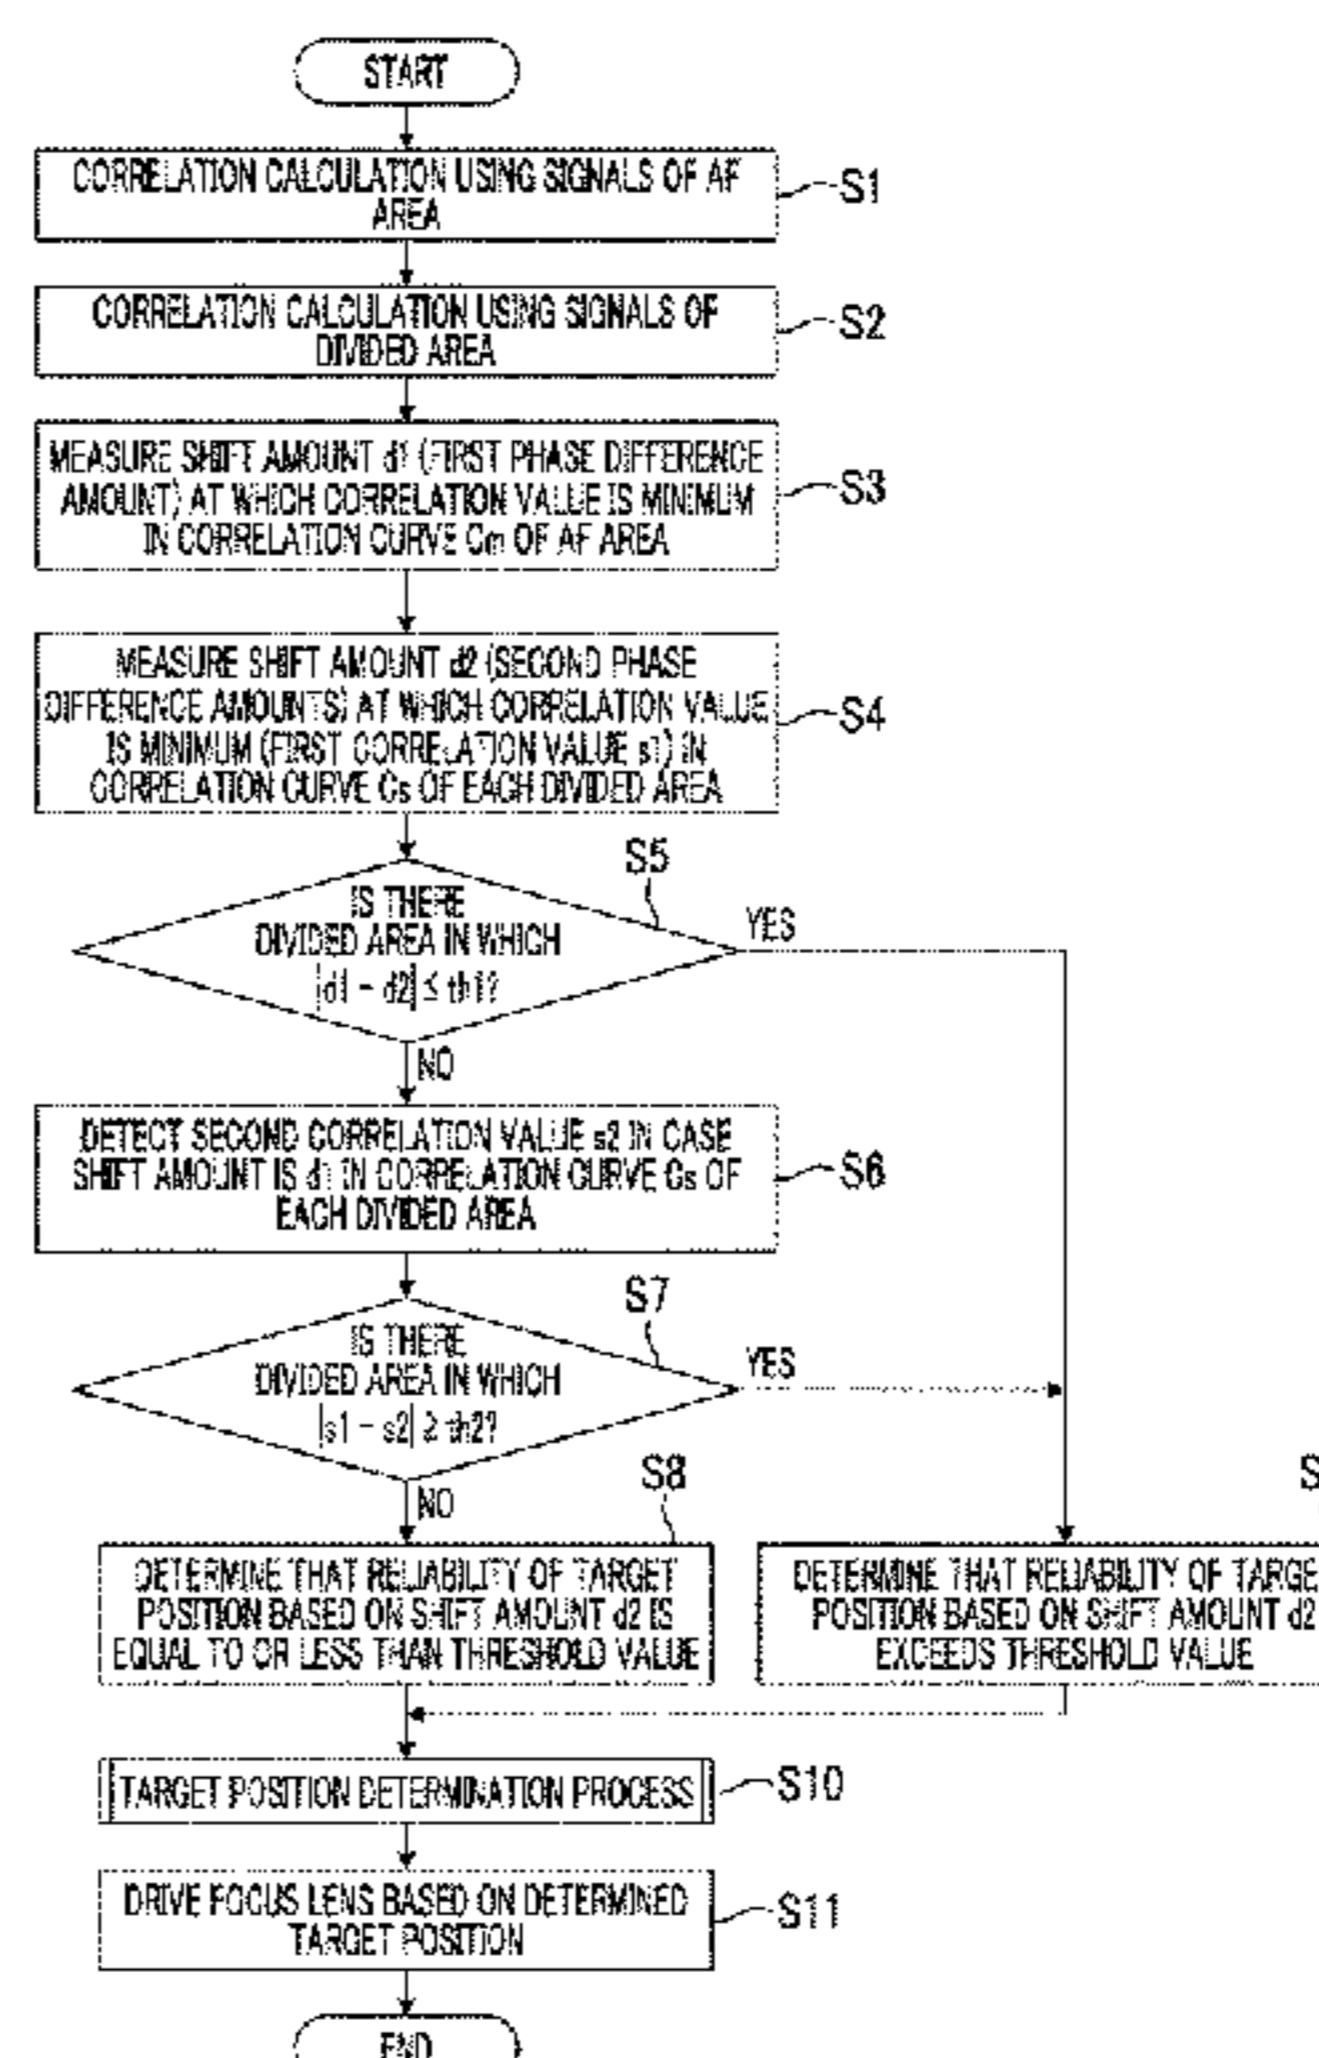 START
CORRELATION CALCULATION USING SIGNALS OF AF
AREA
S1
CORRELATION CALCULATION USING SIGNALS OF
DIVIDED AREA
S2
MEASURE SHIFT AMOUNT d1 (FIRST PHASE DIFFERENCE
AMOUNT) AT WHICH CORRELATION VALUE IS MINIMUM
IN CORRELATION CURVE Cm OF AF AREA
S3
MEASURE SHIFT AMOUNT d2 (SECOND PHASE
DIFFERENCE AMOUNTS) AT WHICH CORRELATION VALUE
IS MINIMUM (FIRST CORRELATION VALUE s1) IN
CORRELATION CURVE Cs OF EACH DIVIDED AREA
S4
S5
IS THERE
DIVIDED AREA IN WHICH
|d1 - d2| ≤ th1?
YES
NO
DETECT SECOND CORRELATION VALUE s2 IN CASE
SHIFT AMOUNT IS d1 IN CORRELATION CURVE Cs OF
EACH DIVIDED AREA
S6
S7
IS THERE
DIVIDED AREA IN WHICH
|s1 - s2| ≥ th2?
YES
NO
S8
DETERMINE THAT RELIABILITY OF TARGET
POSITION BASED ON SHIFT AMOUNT d2 IS
EQUAL TO OR LESS THAN THRESHOLD VALUE
S
DETERMINE THAT RELIABILITY OF TARGE
POSITION BASED ON SHIFT AMOUNT d2
EXCEEDS THRESHOLD VALUE
TARGET POSITION DETERMINATION PROCESS
S10
DRIVE FOCUS LENS BASED ON DETERMINED
TARGET POSITION
S11
END